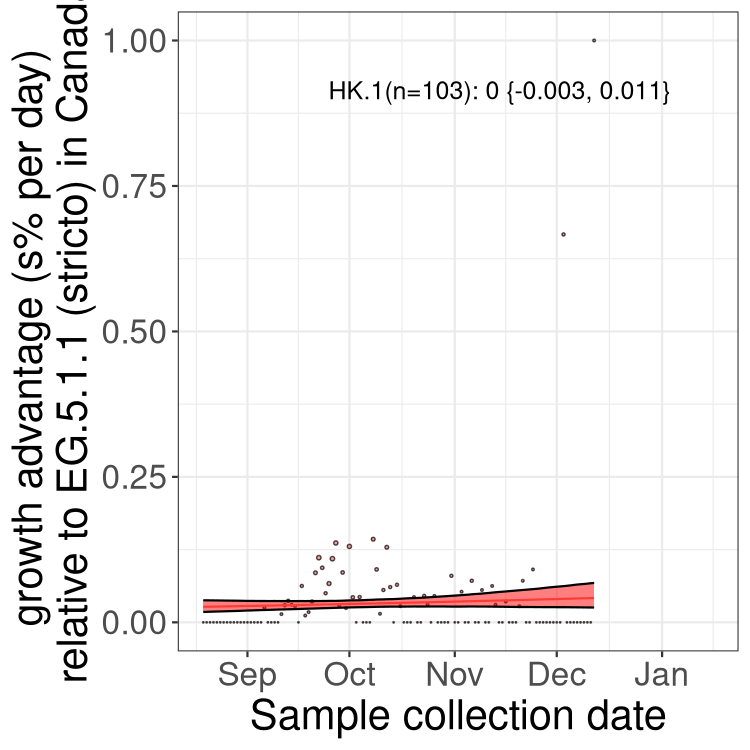 growth advantage (s% per day)
relative to EG.5.1.1 (stricto) in Canada
1.00
0.75
0.50
0.25
0.00
HK.1(n=103): 0 {-0.003, 0.011}
Sep Oct Nov Dec Jan
Sample collection date